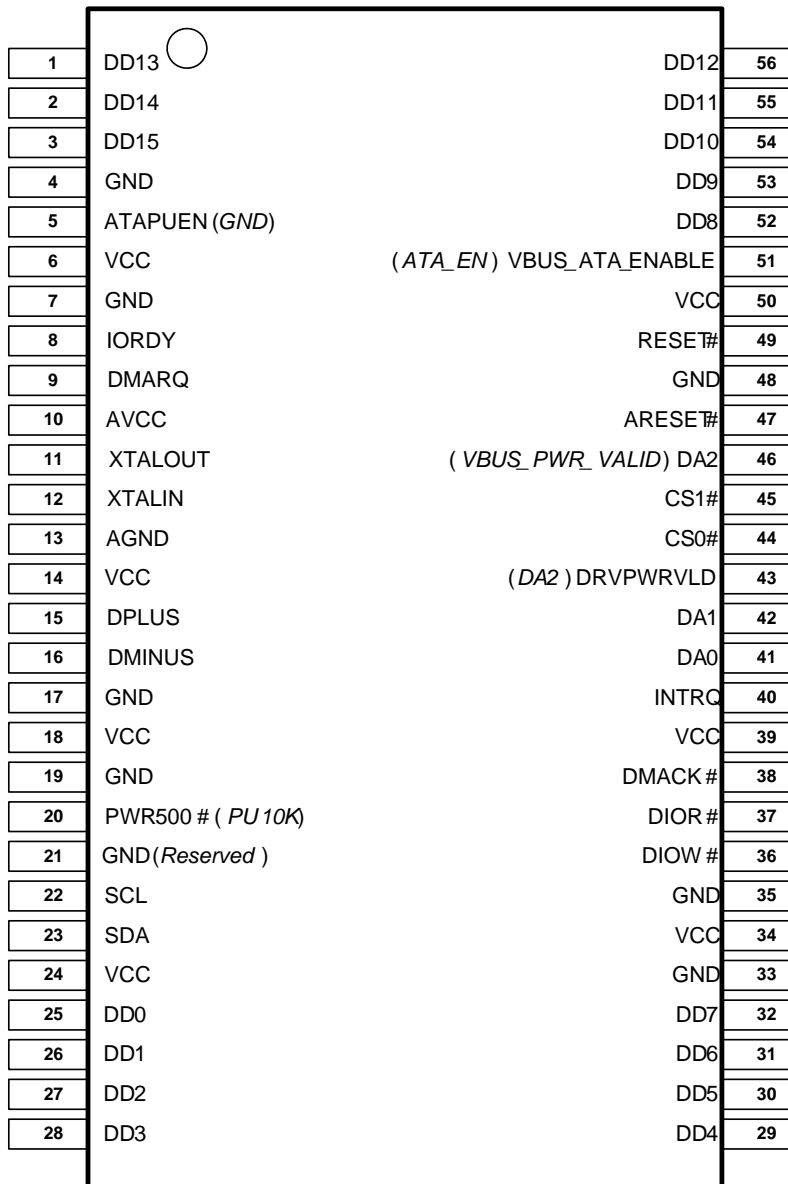 1 DD13 DD12 56
2 DD14 DD11 55
3 DD15 DD10 54
4 GND DD9 53
5 ATAPUEN (GND) DD8 52
6 VCC (ATA_EN) VBUS_ATA_ENABLE 51
7 GND VCC 50
8 IORDY RESET# 49
9 DMARQ GND 48
10 AVCC ARESET# 47
11 XTALOUT (VBUS_PWR_VALID) DA2 46
12 XTALIN CS1# 45
13 AGND CS0# 44
14 VCC (DA2) DRVPWRVLD 43
15 DPLUS DA1 42
16 DMINUS DA0 41
17 GND INTRQ 40
18 VCC VCC 39
19 GND DMACK# 38
20 PWR500# (PU 10K) DIOR# 37
21 GND (Reserved) DIOW# 36
22 SCL GND 35
23 SDA VCC 34
24 VCC GND 33
25 DD0 DD7 32
26 DD1 DD6 31
27 DD2 DD5 30
28 DD3 DD4 29